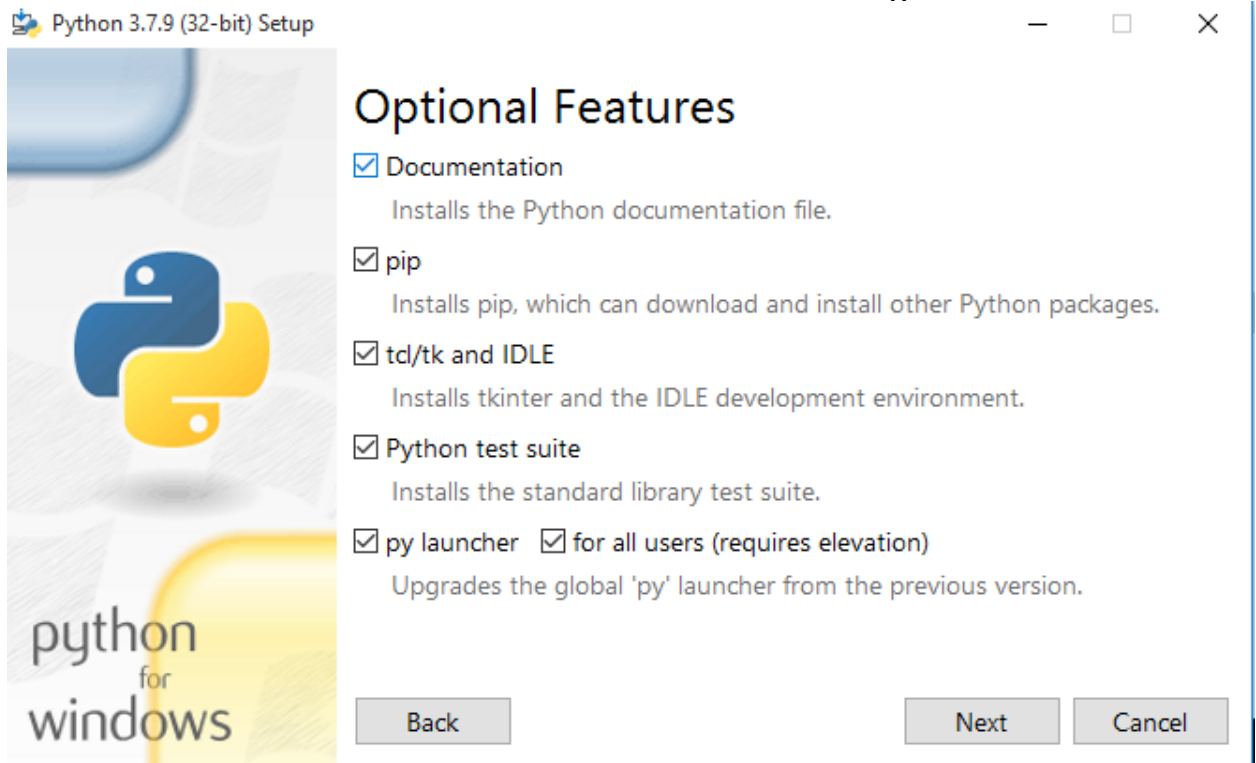 Python 3.7.9 (32-bit) Setup
Optional Features
Documentation
Installs the Python documentation file.
pip
Installs pip, which can download and install other Python packages.
tcl/tk and IDLE
Installs tkinter and the IDLE development environment.
Python test suite
Installs the standard library test suite.
py launcher for all users (requires elevation)
Upgrades the global 'py' launcher from the previous version.
python
for
windows
Back Next Cancel